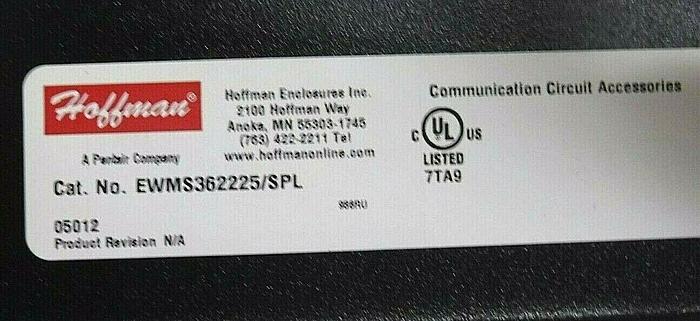 Hoffman®
A Pentair Company
Hoffman Enclosures Inc.
2100 Hoffman Way
Anoka, MN 55303-1745
(763) 422-2211 Tel
www.hoffmanonline.com
Communication Circuit Accessories
C UL US
LISTED
7TA9
Cat. No. EWMS362225/SPL
05012
Product Revision N/A